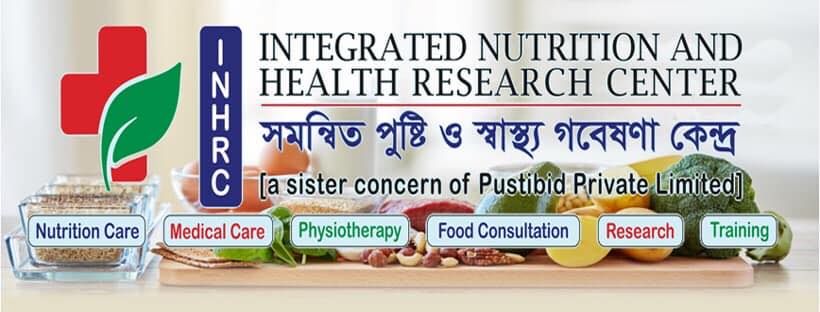 INHRC
INTEGRATED NUTRITION AND
HEALTH RESEARCH CENTER
সমন্বিত পুষ্টি ও স্বাস্থ্য গবেষণা কেন্দ্র
[a sister concern of Pustibid Private Limited]
Nutrition Care Medical Care Physiotherapy Food Consultation Research Training